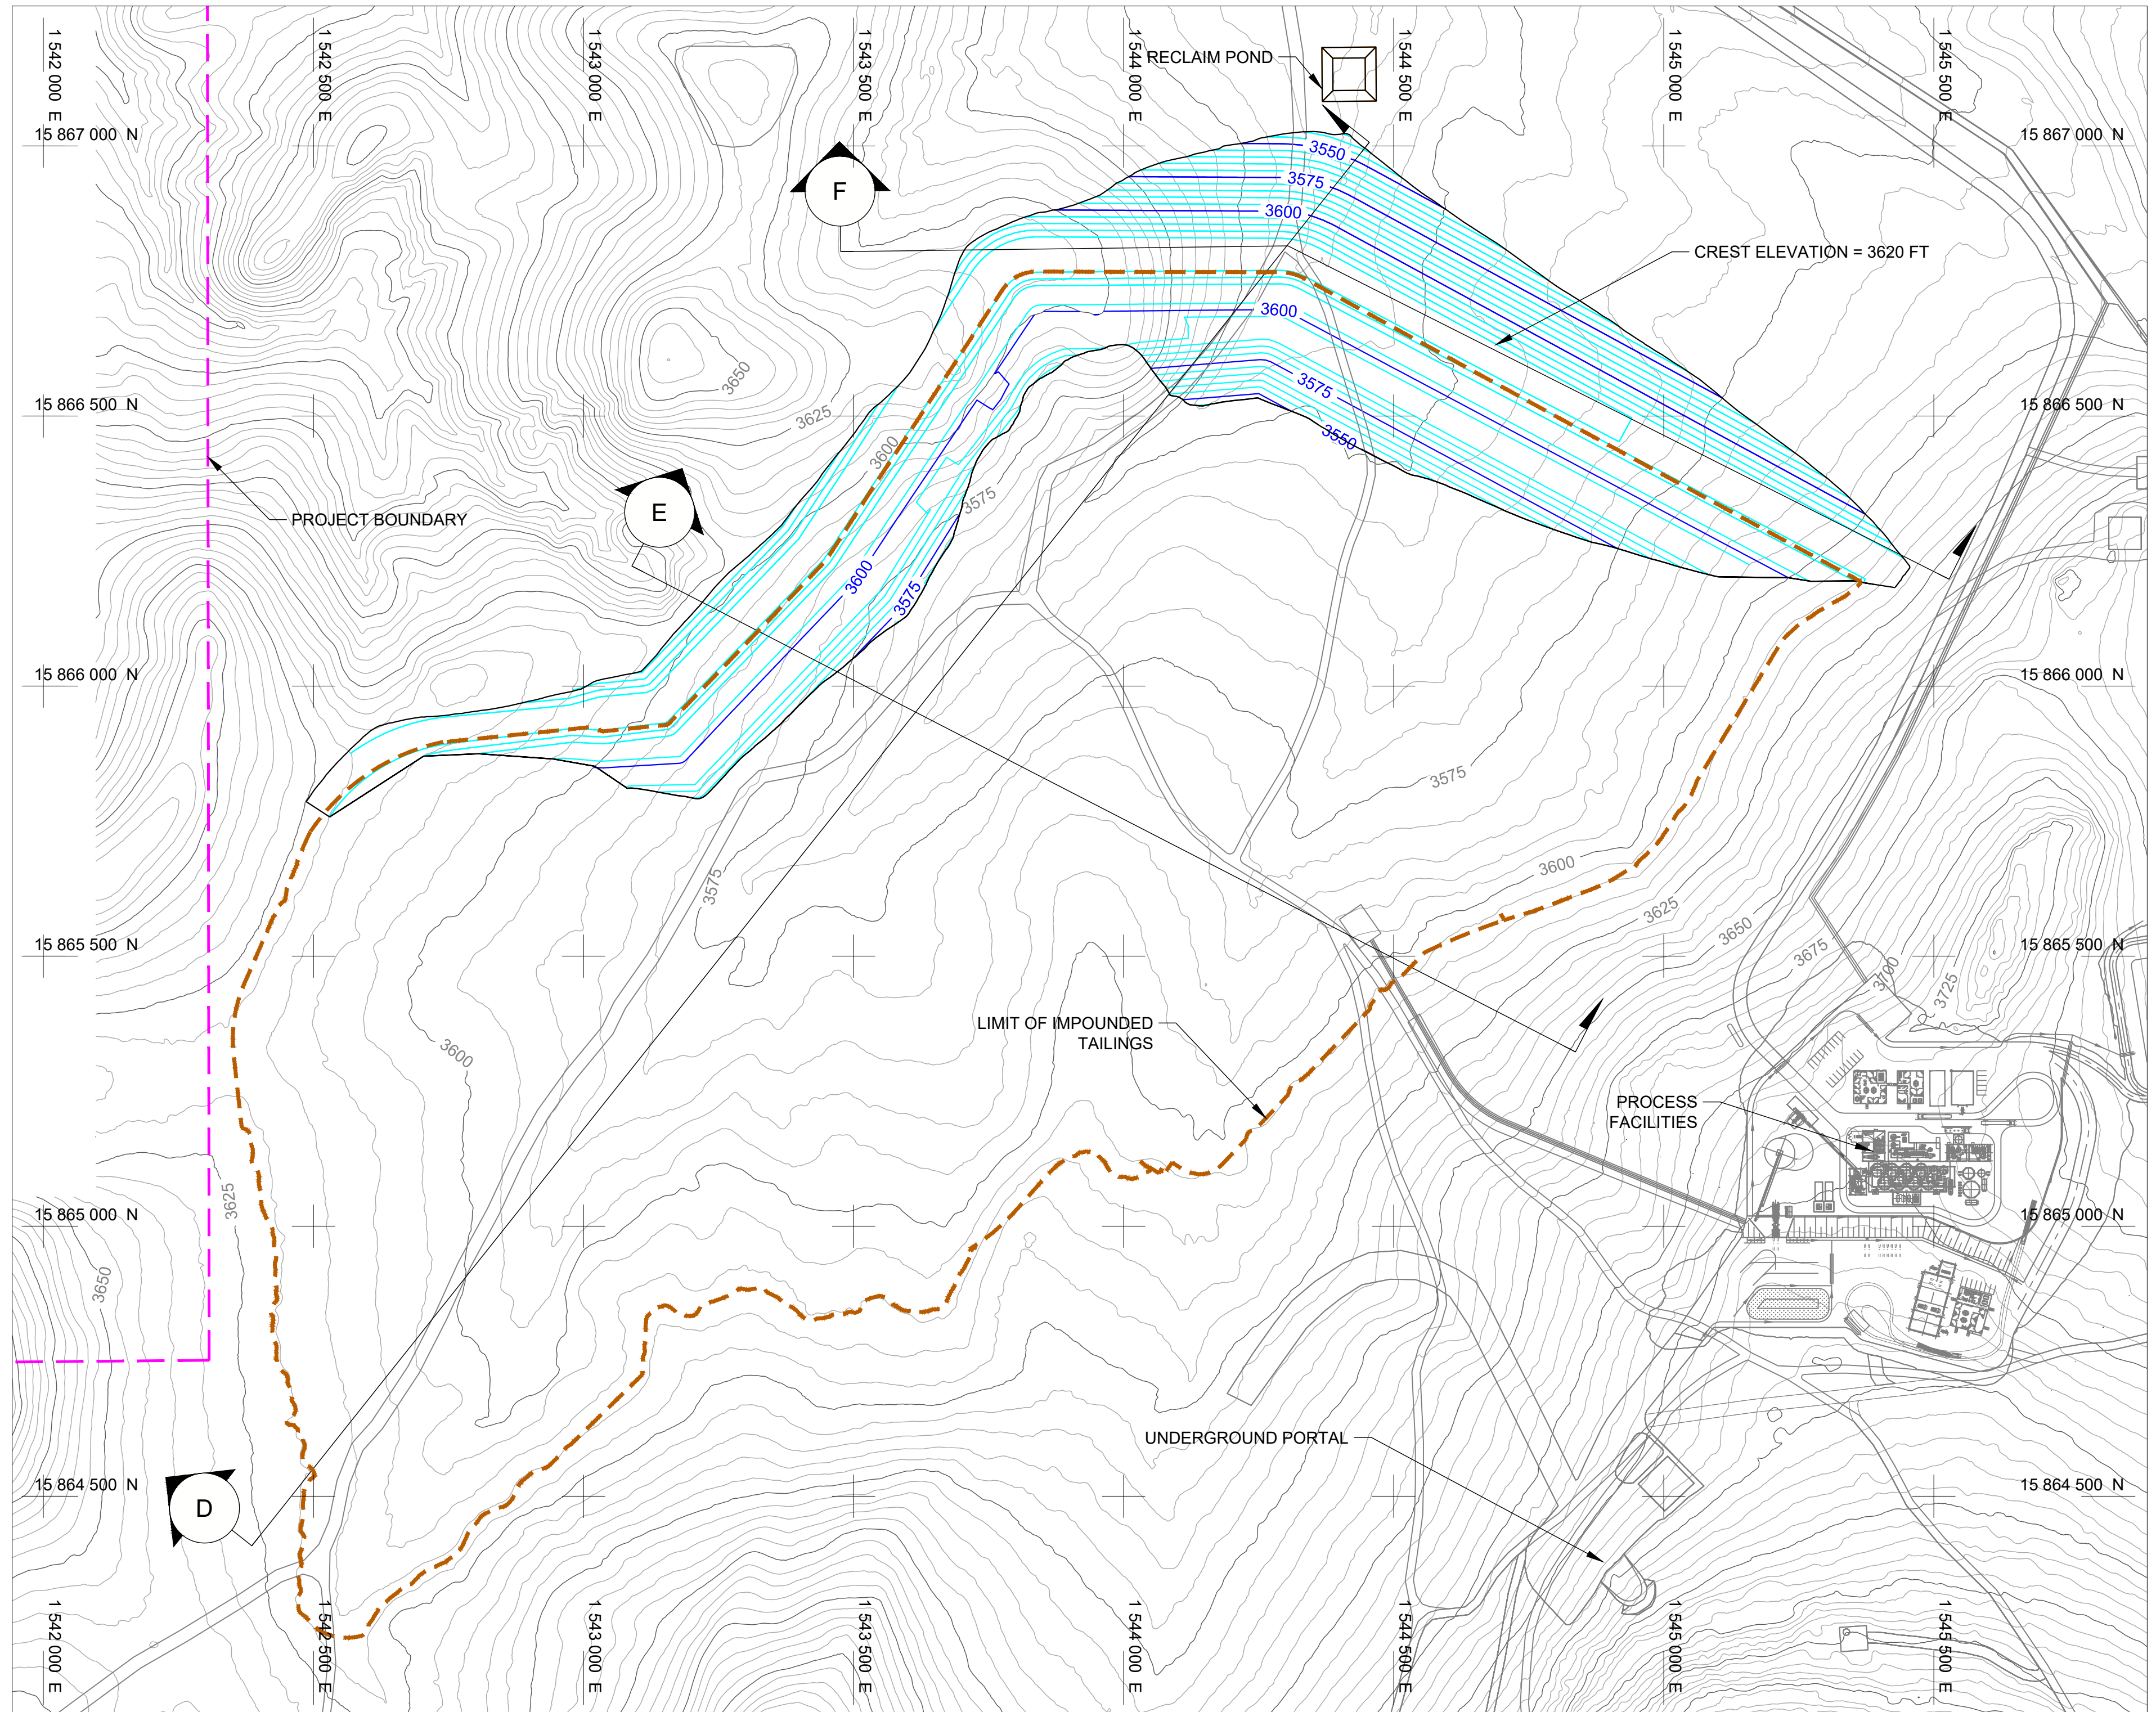 1 542 000 E
1 542 500 E
1 543 000 E
1 543 500 E
1 544 000 E
1 544 500 E
1 545 000 E
1 545 500 E
RECLAIM POND
15 867 000 N
15 867 000 N
3550
3575
F
3600
CREST ELEVATION = 3620 FT
3600
3650
3575
3625
15 866 500 N
15 866 500 N
3550
3600
3575
E
PROJECT BOUNDARY
3600
3575
15 866 000 N
15 866 000 N
3575
3600
3575
3625
3650
3675
15 865 500 N
15 865 500 N
3700
3725
LIMIT OF IMPOUNDED
TAILINGS
3600
PROCESS
FACILITIES
3625
15 865 000 N
15 865 000 N
3650
UNDERGROUND PORTAL
15 864 500 N
15 864 500 N
D
1 542 000 E
1 542 500 E
1 543 000 E
1 543 500 E
1 544 000 E
1 544 500 E
1 545 000 E
1 545 500 E